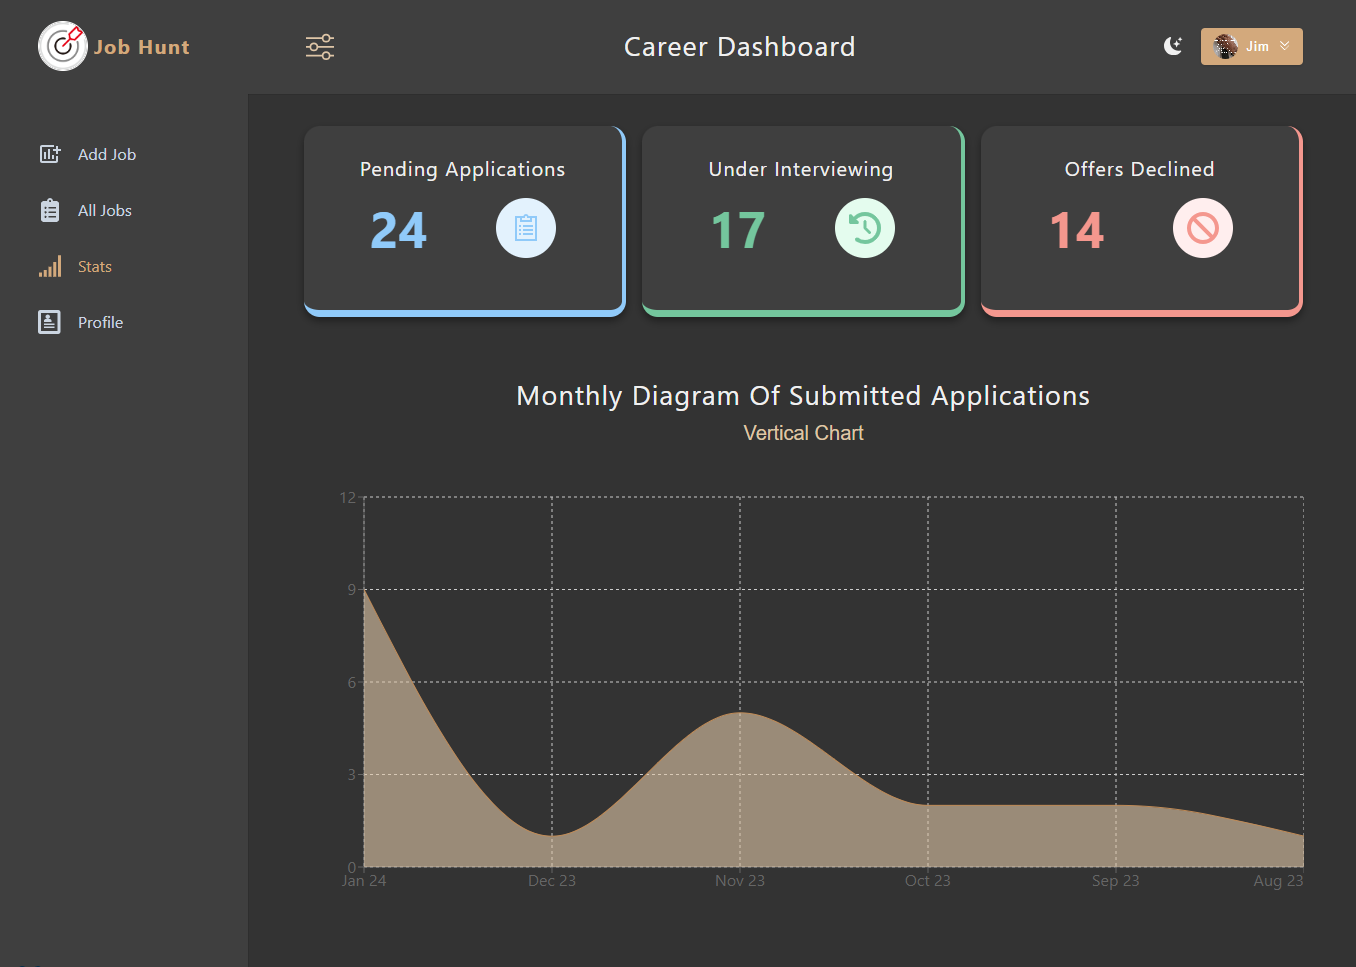 Job Hunt
Career Dashboard
Jim
Add Job
All Jobs
Stats
Profile
Pending Applications
24
Under Interviewing
17
Offers Declined
14
Monthly Diagram Of Submitted Applications
Vertical Chart
12
9
6
3
0
Jan 24 Dec 23 Nov 23 Oct 23 Sep 23 Aug 23